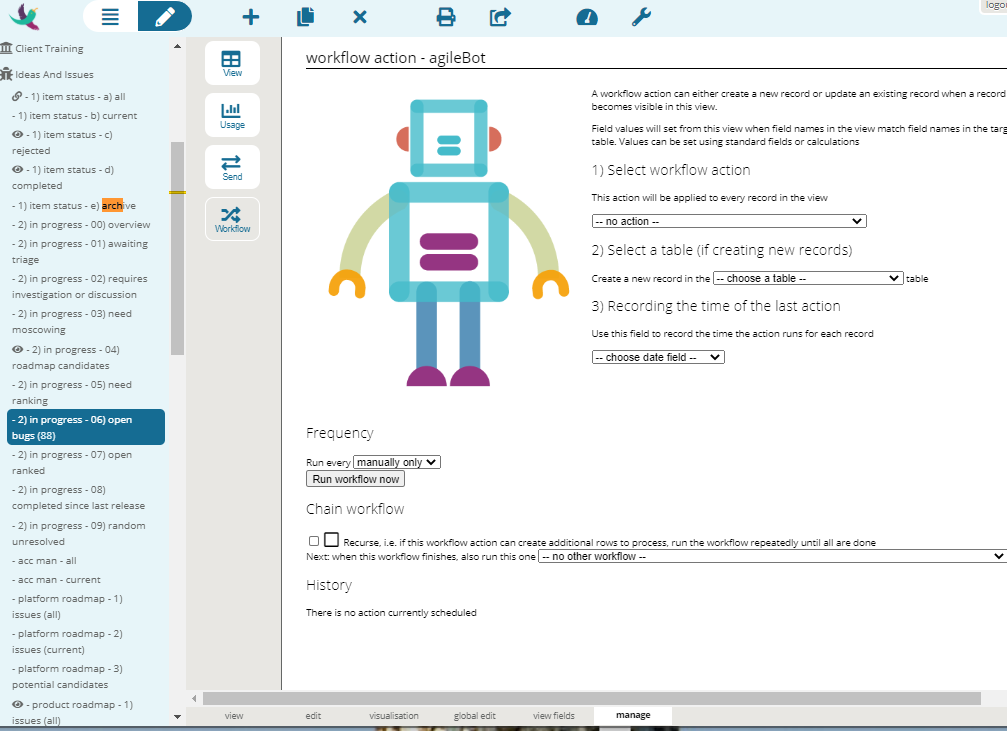 logo
Client Training
Ideas And Issues
- 1) item status - a) all
- 1) item status - b) current
- 1) item status - c)
rejected
- 1) item status - d)
completed
- 1) item status - e) archive
- 2) in progress - 00) overview
- 2) in progress - 01) awaiting
triage
- 2) in progress - 02) requires
investigation or discussion
- 2) in progress - 03) need
moscowing
- 2) in progress - 04)
roadmap candidates
- 2) in progress - 05) need
ranking
- 2) in progress - 06) open
bugs (88)
- 2) in progress - 07) open
ranked
- 2) in progress - 08)
completed since last release
- 2) in progress - 09) random
unresolved
- acc man - all
- acc man - current
- platform roadmap - 1)
issues (all)
- platform roadmap - 2)
issues (current)
- platform roadmap - 3)
potential candidates
- product roadmap - 1)
issues (all)
View
Usage
Send
Workflow
workflow action - agileBot
A workflow action can either create a new record or update an existing record when a record
becomes visible in this view.
Field values will set from this view when field names in the view match field names in the targ
table. Values can be set using standard fields or calculations
1) Select workflow action
This action will be applied to every record in the view
-- no action --
2) Select a table (if creating new records)
Create a new record in the -- choose a table -- table
3) Recording the time of the last action
Use this field to record the time the action runs for each record
-- choose date field --
Frequency
Run every manually only
Run workflow now
Chain workflow
Recurse, i.e. if this workflow action can create additional rows to process, run the workflow repeatedly until all are done
Next: when this workflow finishes, also run this one -- no other workflow --
History
There is no action currently scheduled
view edit visualisation global edit view fields manage